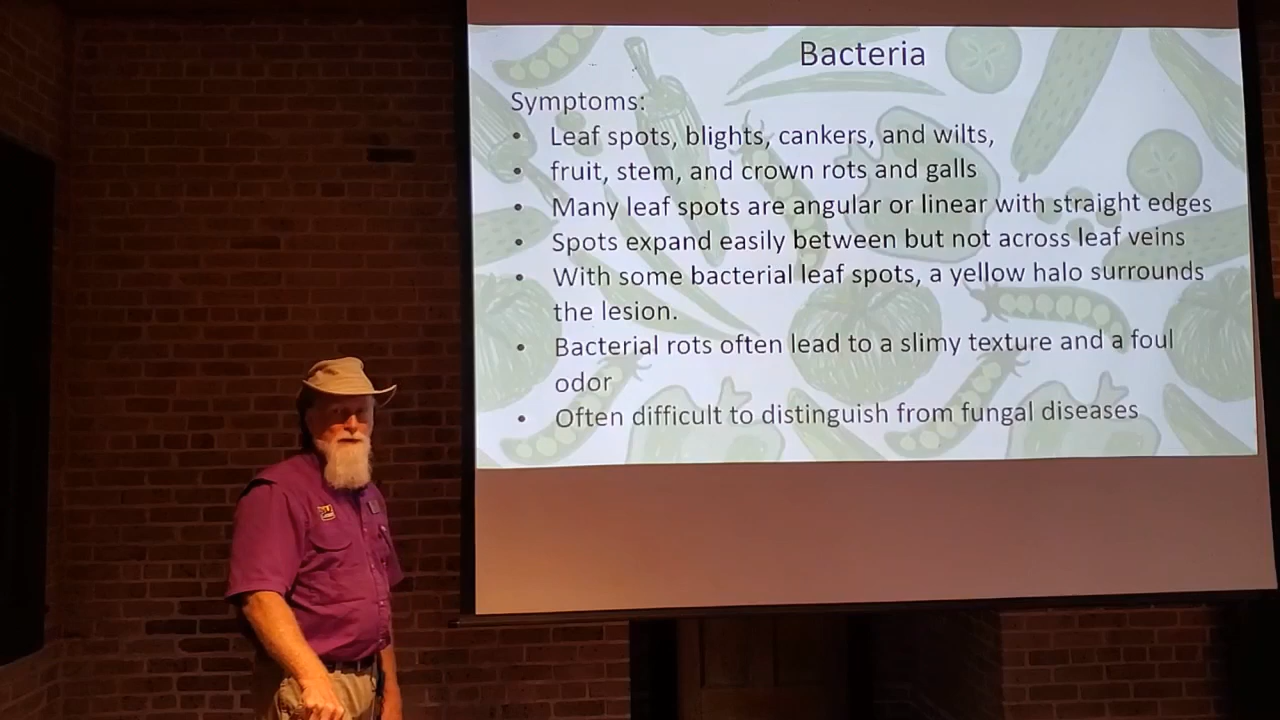 Bacteria
Symptoms:
• Leaf spots, blights, cankers, and wilts,
• fruit, stem, and crown rots and galls
• Many leaf spots are angular or linear with straight edges
• Spots expand easily between but not across leaf veins
• With some bacterial leaf spots, a yellow halo surrounds
the lesion.
• Bacterial rots often lead to a slimy texture and a foul
odor
• Often difficult to distinguish from fungal diseases